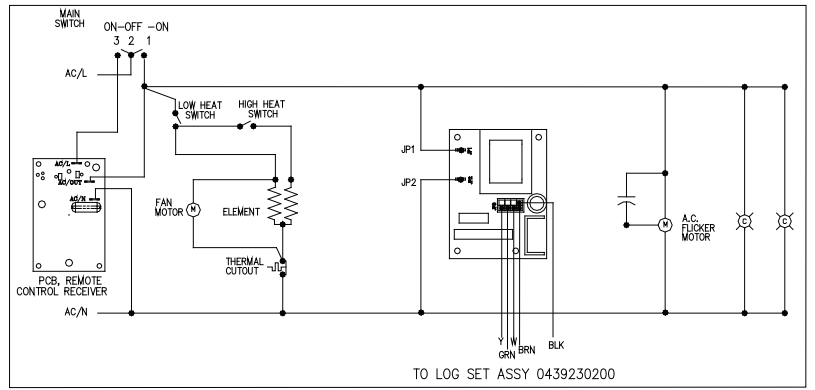 MAIN
SWITCH
ON-OFF -ON
3 2 1
AC/L
LOW HEAT
SWITCH
HIGH HEAT
SWITCH
JP1
AC/L
AC/OUT
JP2
AC/N
FAN
MOTOR
M
ELEMENT
M
A.C.
FLICKER
MOTOR
C
C
THERMAL
CUTOUT
PCB, REMOTE
CONTROL RECEIVER
AC/N
Y
GRN
W
BRN
BLK
TO LOG SET ASSY 0439230200